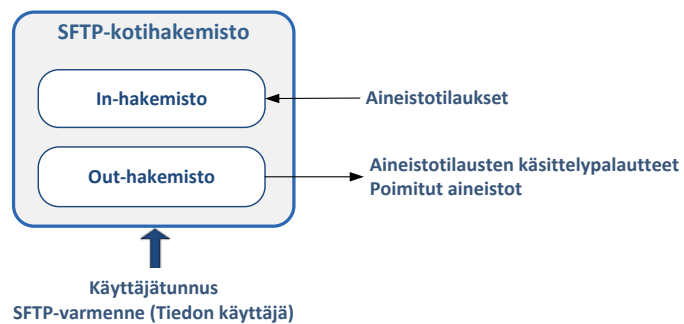 SFTP-kotihakemisto
In-hakemisto
Aineistotilaukset
Out-hakemisto
Aineistotilausten käsittelypalautteet
Poimitut aineistot
Käyttäjätunnus
SFTP-varmenne (Tiedon käyttäjä)